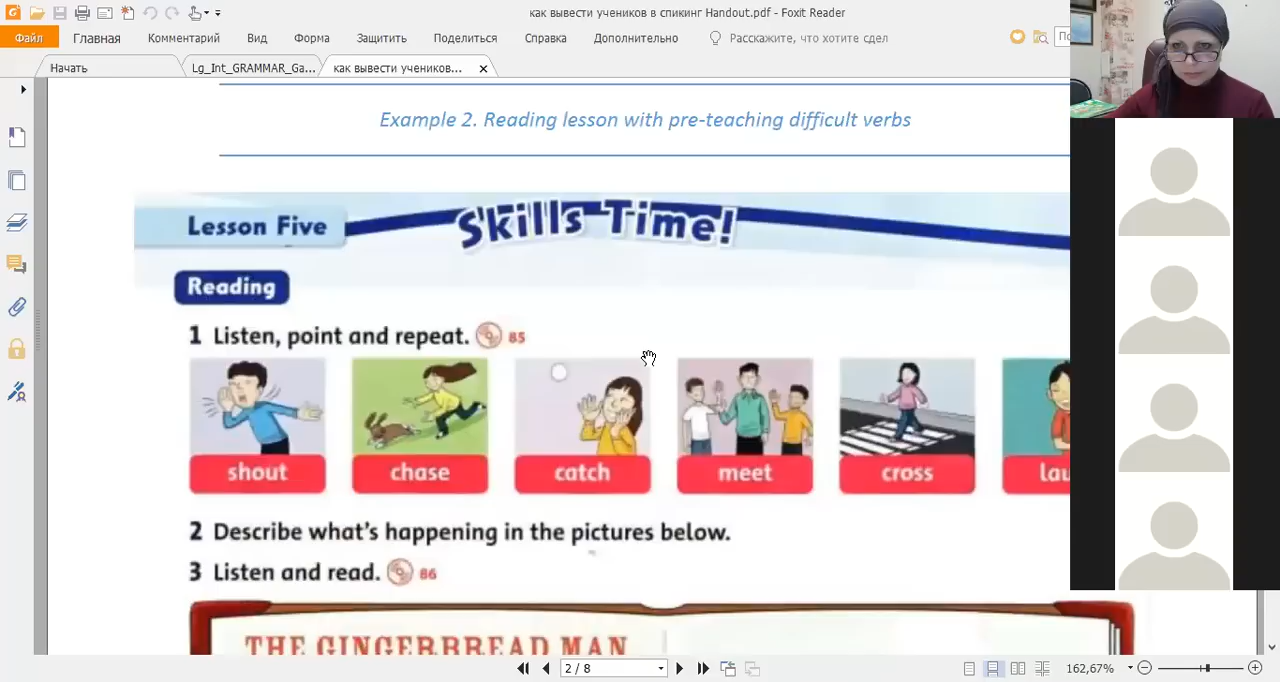 как вывести учеников в спикинг Handout.pdf - Foxit Reader
Файл Главная Комментарий Вид Форма Защитить Поделиться Справка Дополнительно Расскажите, что хотите сделать
Начать Lg_Int_GRAMMAR_Ga... как вывести учеников...
Example 2. Reading lesson with pre-teaching difficult verbs
Lesson Five Skills Time!
Reading
1 Listen, point and repeat. 85
shout chase catch meet cross
2 Describe what's happening in the pictures below.
3 Listen and read. 86
THE GINGERBREAD MAN
2 / 8 162,67%